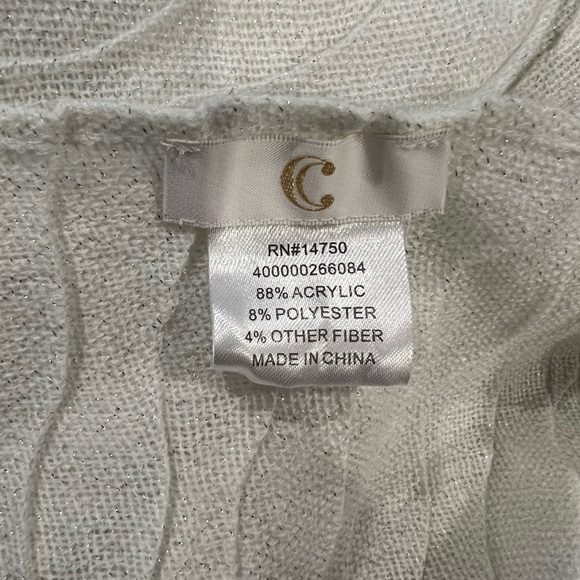 C
RN#14750
400000266084
88% ACRYLIC
8% POLYESTER
4% OTHER FIBER
MADE IN CHINA